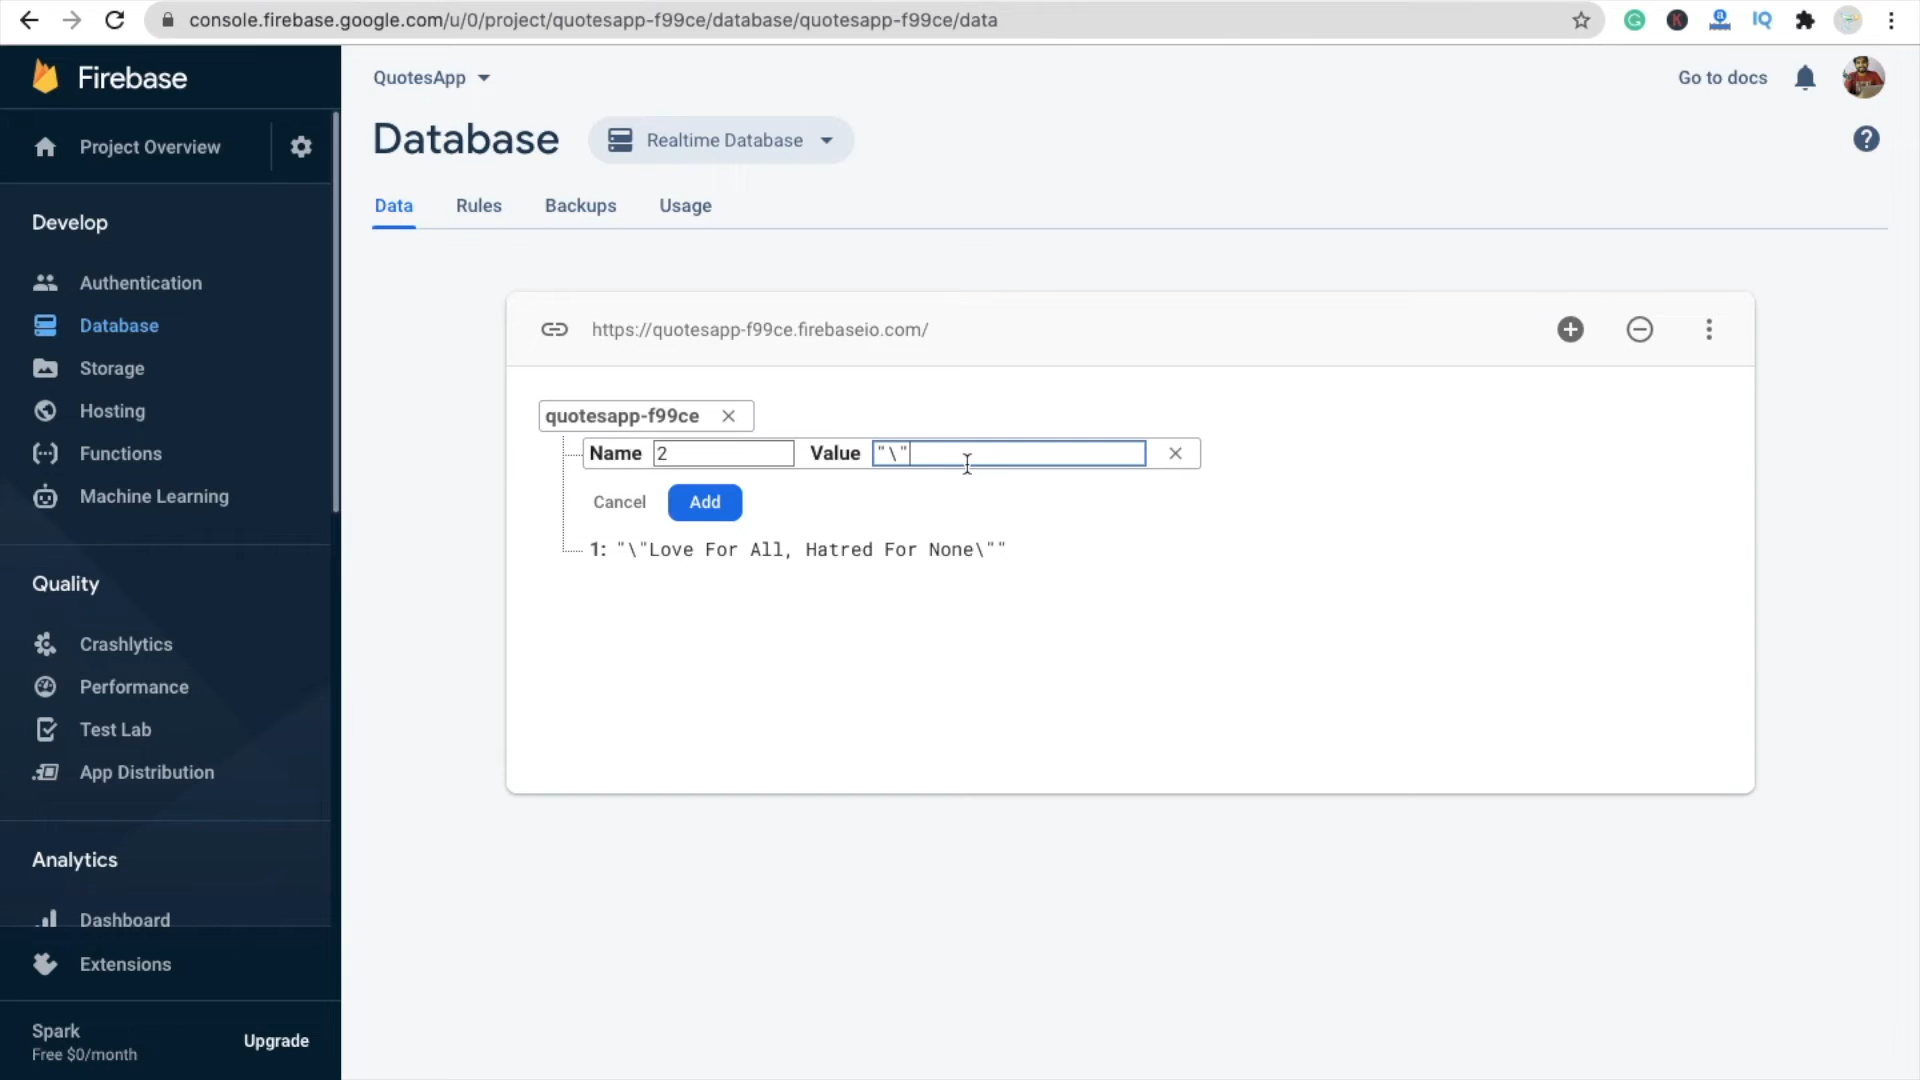 console.firebase.google.com/u/0/project/quotesapp-f99ce/database/quotesapp-f99ce/data
Firebase
Project Overview
Develop
Authentication
Database
Storage
Hosting
Functions
Machine Learning
Quality
Crashlytics
Performance
Test Lab
App Distribution
Analytics
Dashboard
Extensions
Spark
Free $0/month
Upgrade
QuotesApp
Go to docs
Database
Realtime Database
Data Rules Backups Usage
https://quotesapp-f99ce.firebaseio.com/
quotesapp-f99ce
Name 2 Value "\"
Cancel Add
1: "\"Love For All, Hatred For None\""